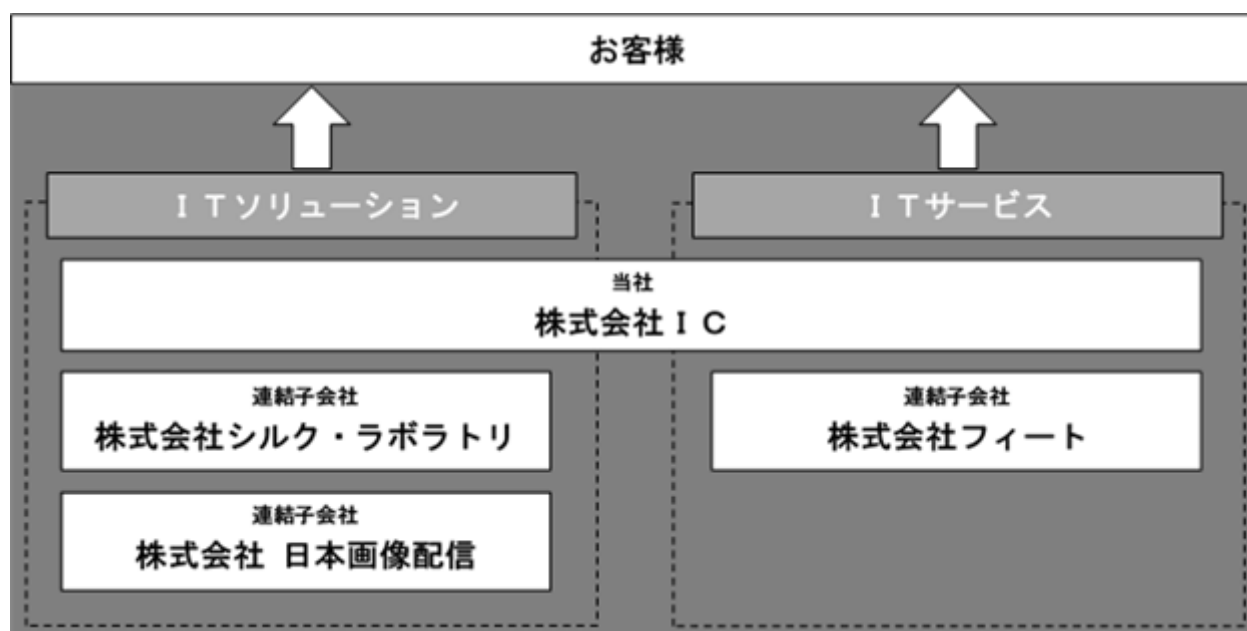 お客様
ＩＴソリューション
ＩＴサービス
当社
株式会社ＩＣ
連結子会社
株式会社シルク・ラボラトリ
連結子会社
株式会社フィート
連結子会社
株式会社 日本画像配信